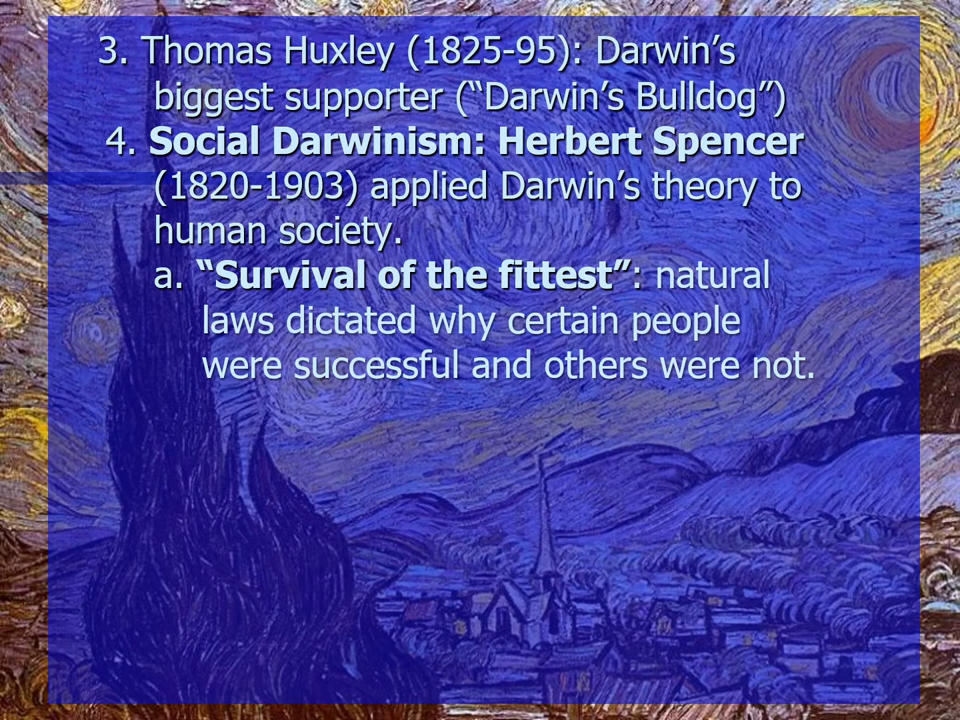 3. Thomas Huxley (1825-95): Darwin’s
biggest supporter (“Darwin’s Bulldog”)
4. Social Darwinism: Herbert Spencer
(1820-1903) applied Darwin’s theory to
human society.
a. “Survival of the fittest”: natural
laws dictated why certain people
were successful and others were not.